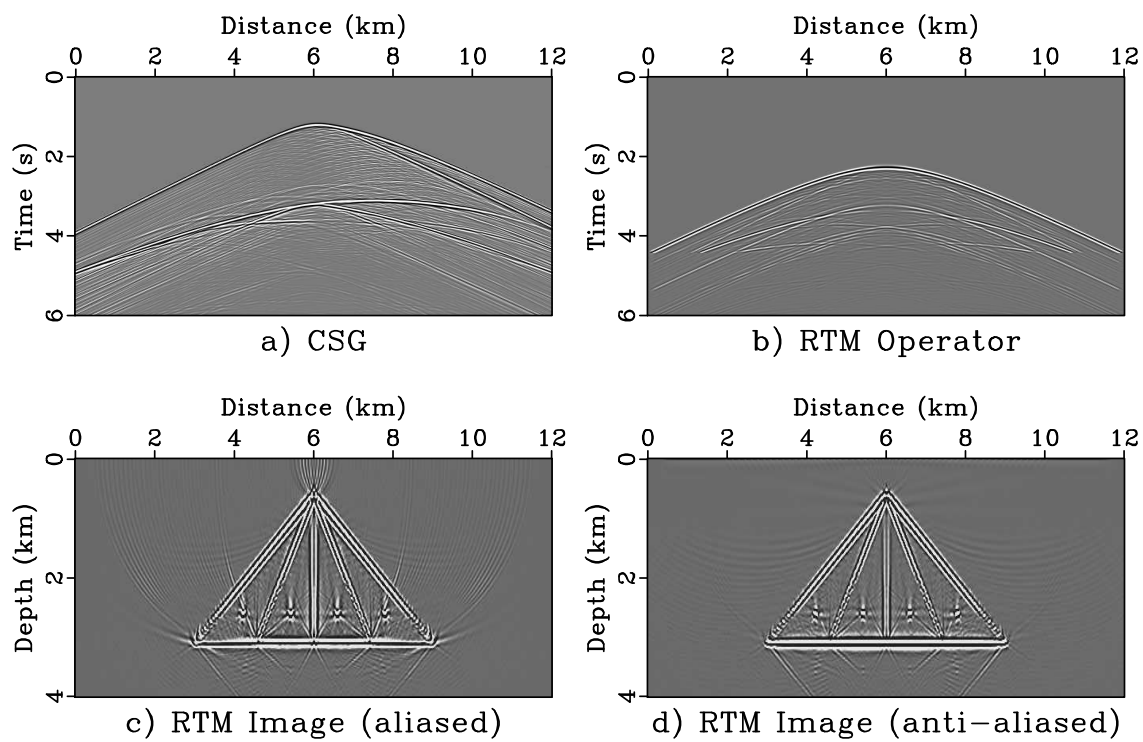 Distance (km)
0 2 4 6 8 10 12
Time (s)
0
2
4
6
a) CSG
Distance (km)
0 2 4 6 8 10 12
Time (s)
0
2
4
6
b) RTM Operator
Distance (km)
0 2 4 6 8 10 12
Depth (km)
0
2
4
c) RTM Image (aliased)
Distance (km)
0 2 4 6 8 10 12
Depth (km)
0
2
4
d) RTM Image (anti-aliased)